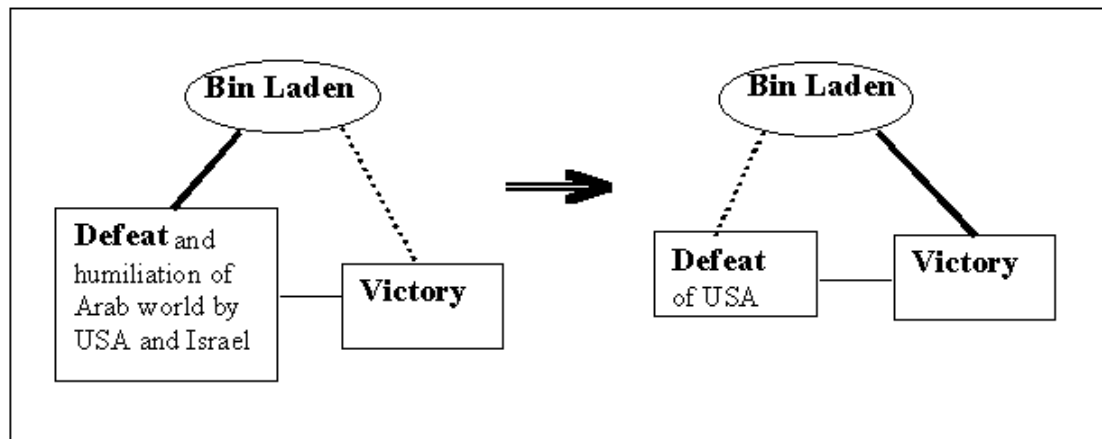 Bin Laden
Defeat and
humiliation of
Arab world by
USA and Israel
Victory
Bin Laden
Defeat
of USA
Victory